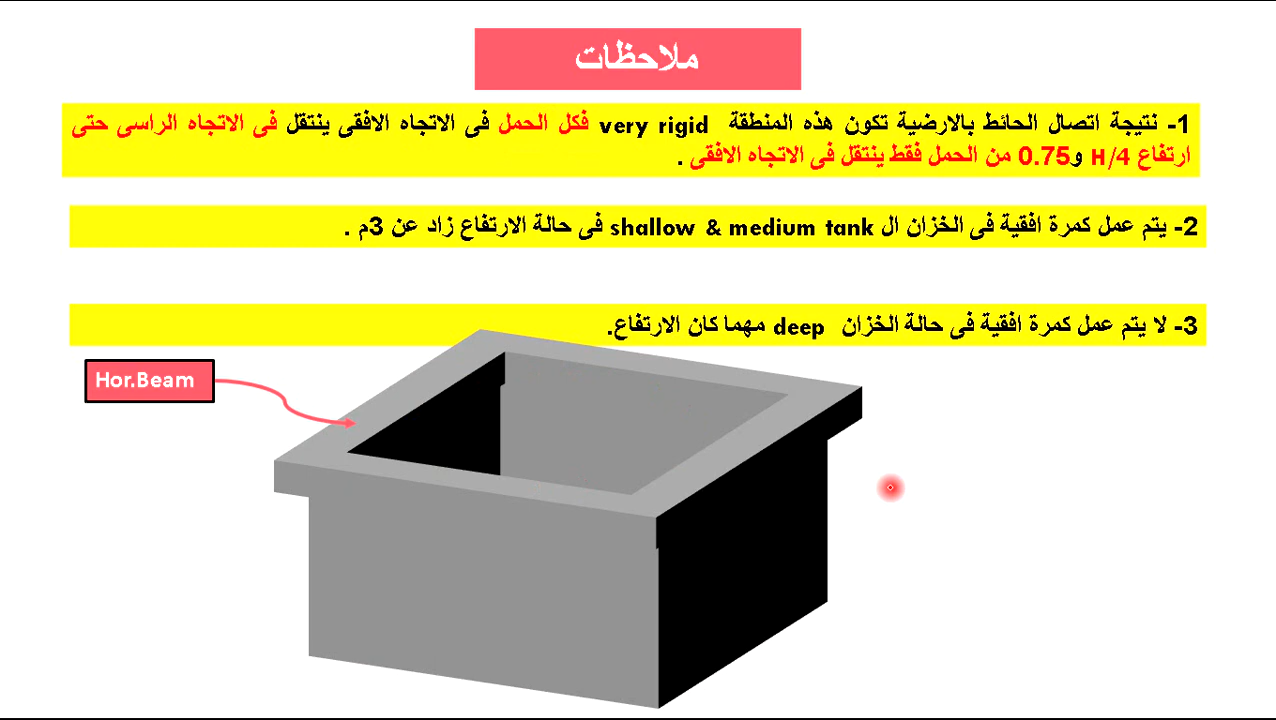 ملاحظات
1- نتيجة اتصال الحائط بالارضية تكون هذه المنطقة very rigid فكل الحمل فى الاتجاه الافقى ينتقل فى الاتجاه الراسى حتى
ارتفاع H/4 و0.75 من الحمل فقط ينتقل فى الاتجاه الافقى .
2- يتم عمل كمرة افقية فى الخزان ال shallow & medium tank فى حالة الارتفاع زاد عن 3م .
3- لا يتم عمل كمرة افقية فى حالة الخزان deep مهما كان الارتفاع.
Hor.Beam